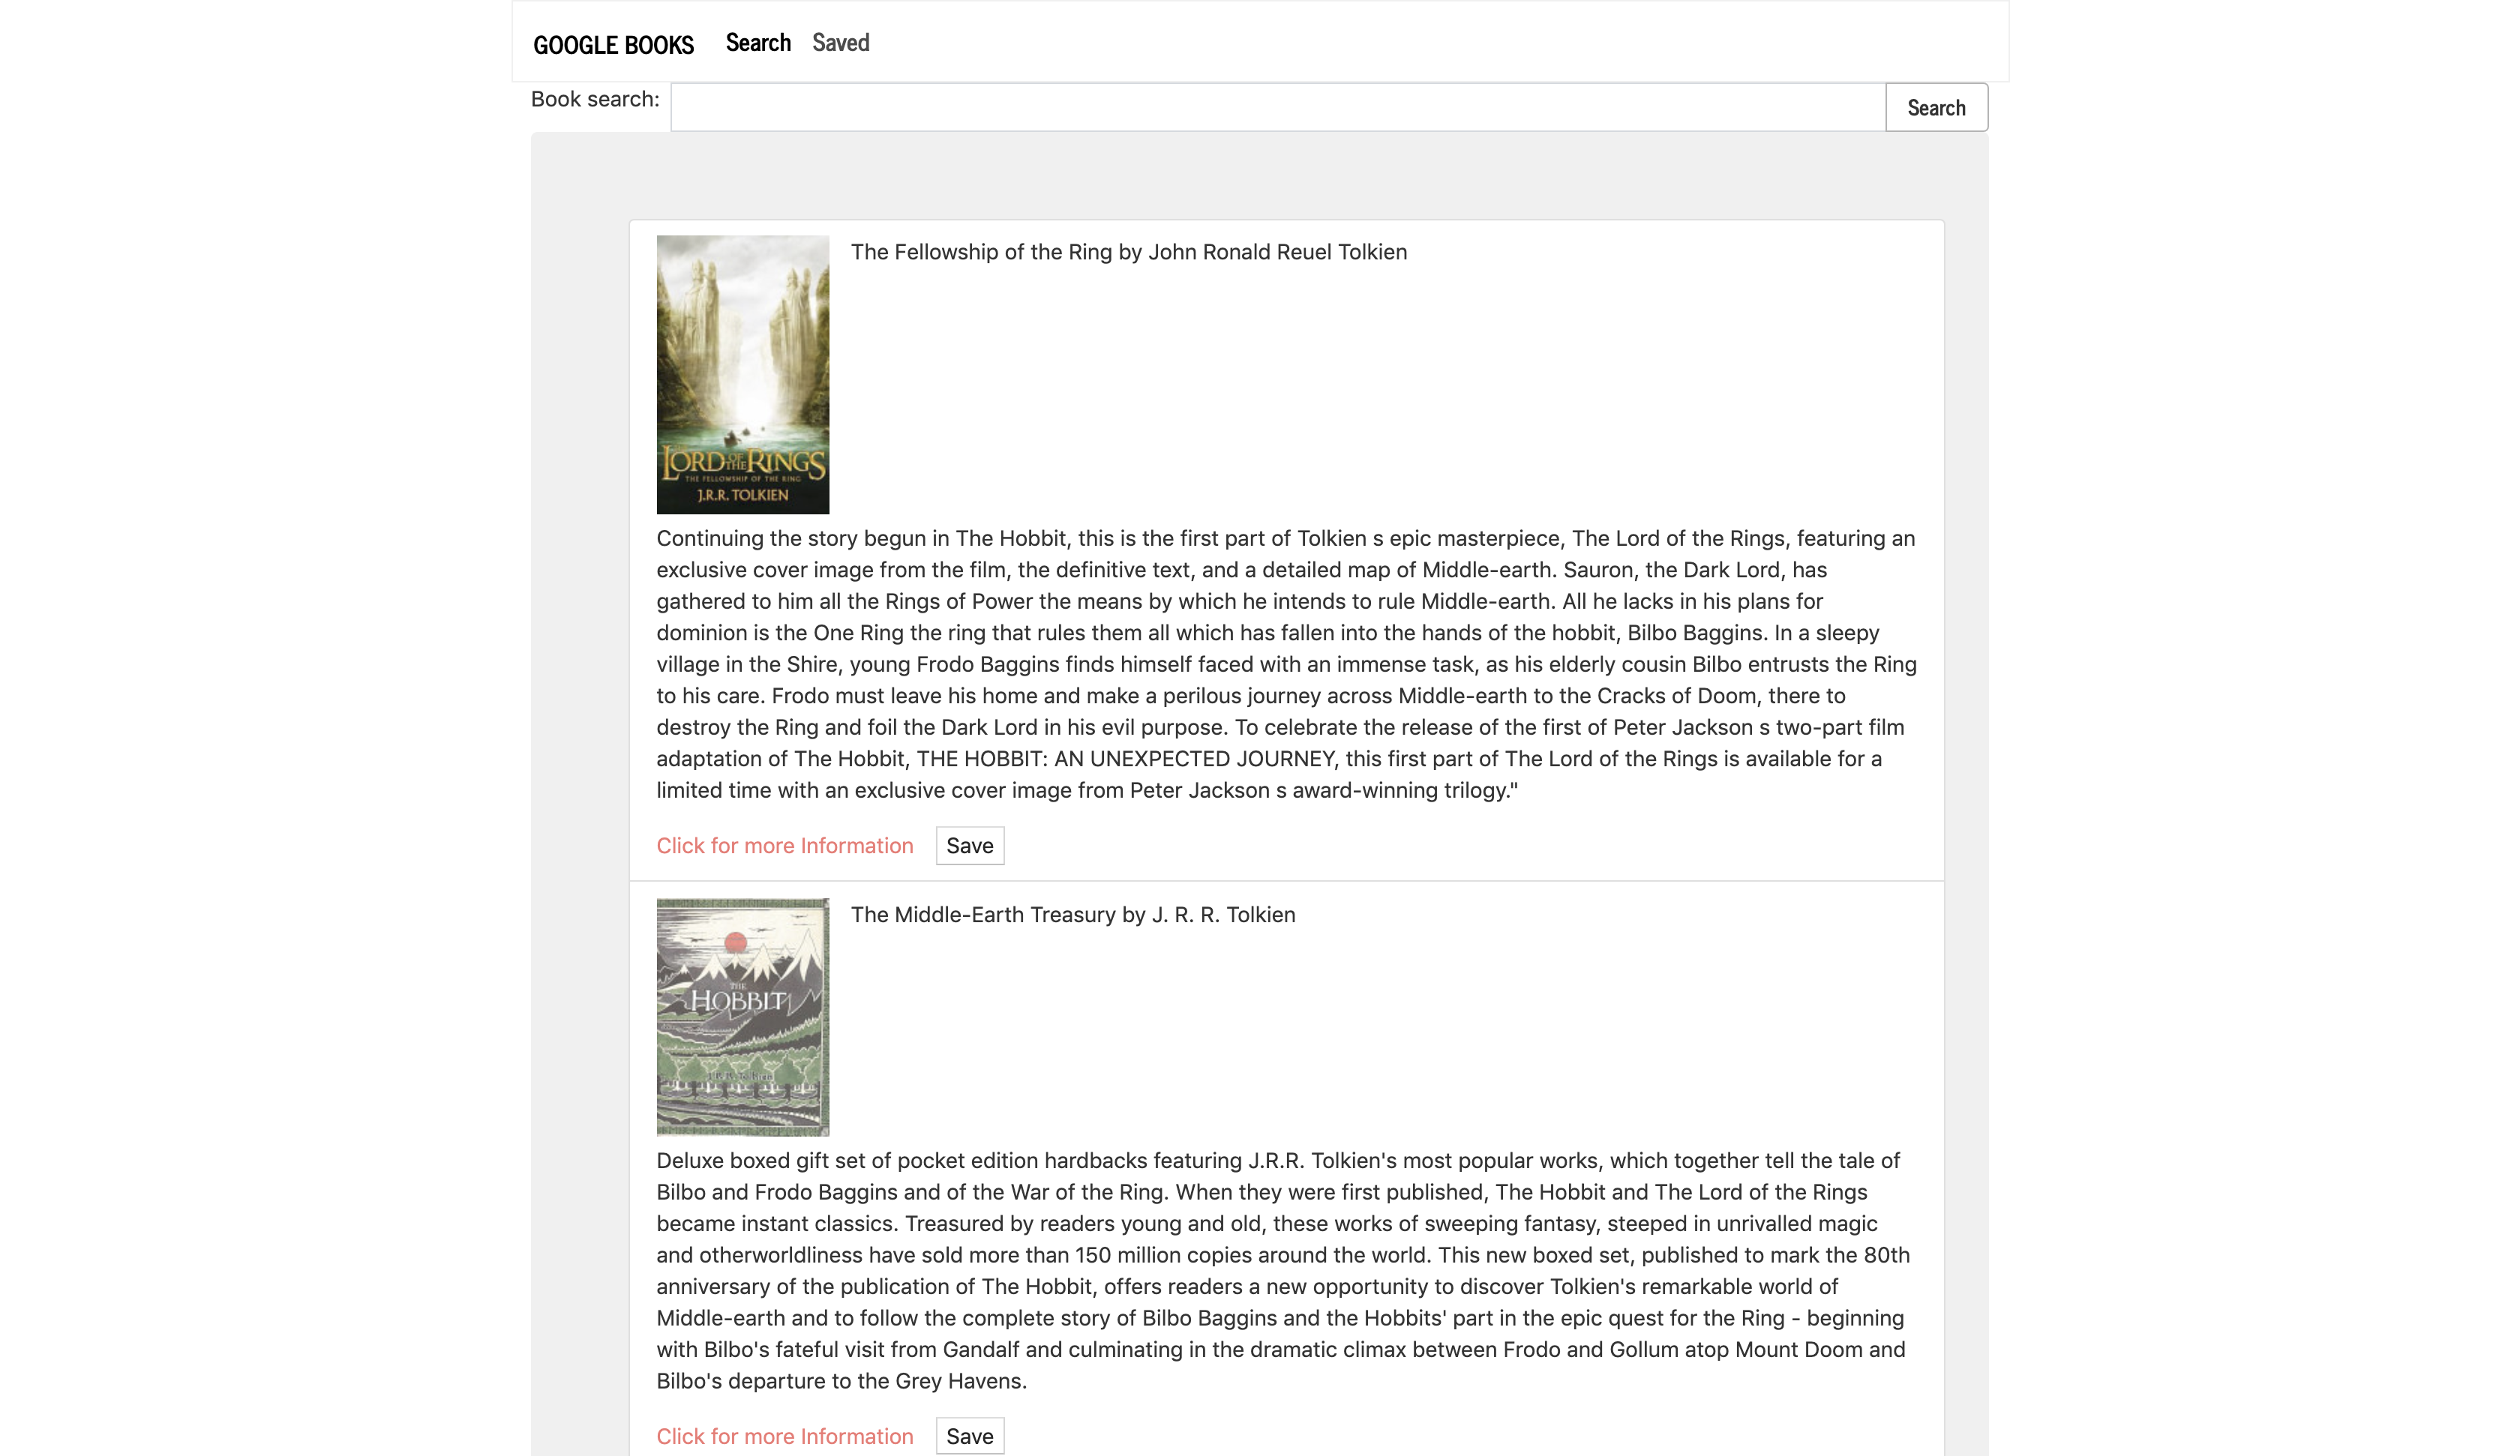 GOOGLE BOOKS Search Saved
Book search: Search
The Fellowship of the Ring by John Ronald Reuel Tolkien
THE LORD OF THE RINGS
THE FELLOWSHIP OF THE RING
J.R.R. TOLKIEN
Continuing the story begun in The Hobbit, this is the first part of Tolkien s epic masterpiece, The Lord of the Rings, featuring an
exclusive cover image from the film, the definitive text, and a detailed map of Middle-earth. Sauron, the Dark Lord, has
gathered to him all the Rings of Power the means by which he intends to rule Middle-earth. All he lacks in his plans for
dominion is the One Ring the ring that rules them all which has fallen into the hands of the hobbit, Bilbo Baggins. In a sleepy
village in the Shire, young Frodo Baggins finds himself faced with an immense task, as his elderly cousin Bilbo entrusts the Ring
to his care. Frodo must leave his home and make a perilous journey across Middle-earth to the Cracks of Doom, there to
destroy the Ring and foil the Dark Lord in his evil purpose. To celebrate the release of the first of Peter Jackson s two-part film
adaptation of The Hobbit, THE HOBBIT: AN UNEXPECTED JOURNEY, this first part of The Lord of the Rings is available for a
limited time with an exclusive cover image from Peter Jackson s award-winning trilogy."
Click for more Information Save
The Middle-Earth Treasury by J. R. R. Tolkien
THE
HOBBIT
J.R.R. Tolkien
Deluxe boxed gift set of pocket edition hardbacks featuring J.R.R. Tolkien's most popular works, which together tell the tale of
Bilbo and Frodo Baggins and of the War of the Ring. When they were first published, The Hobbit and The Lord of the Rings
became instant classics. Treasured by readers young and old, these works of sweeping fantasy, steeped in unrivalled magic
and otherworldliness have sold more than 150 million copies around the world. This new boxed set, published to mark the 80th
anniversary of the publication of The Hobbit, offers readers a new opportunity to discover Tolkien's remarkable world of
Middle-earth and to follow the complete story of Bilbo Baggins and the Hobbits' part in the epic quest for the Ring - beginning
with Bilbo's fateful visit from Gandalf and culminating in the dramatic climax between Frodo and Gollum atop Mount Doom and
Bilbo's departure to the Grey Havens.
Click for more Information Save